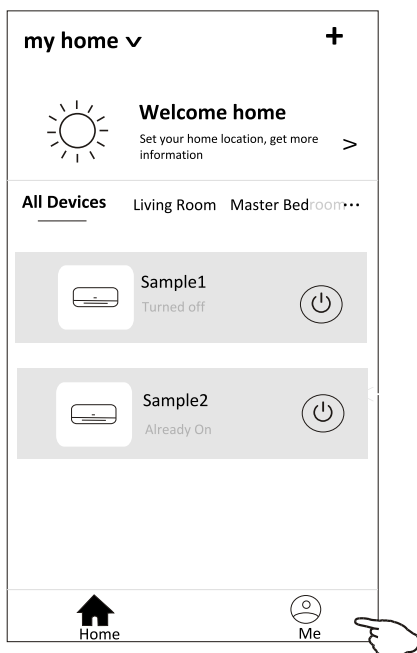 my home
+
Welcome home
Set your home location, get more
information
>
All Devices Living Room Master Bedroom ...
Sample1
Turned off
Sample2
Already On
Home Me